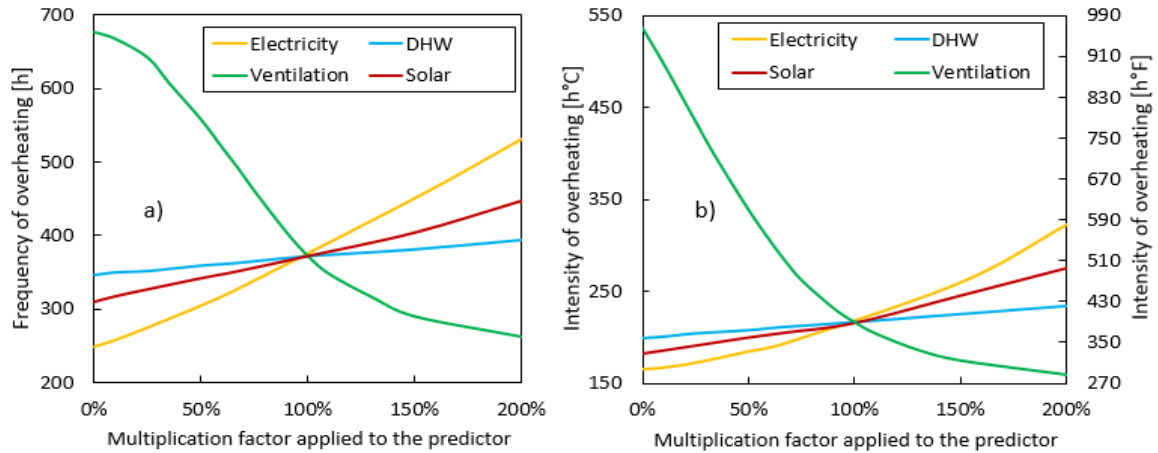 Frequency of overheating [h]
700
600
500
400
300
200
Electricity
DHW
Ventilation
Solar
a)
0%
50%
100%
150%
200%
Multiplication factor applied to the predictor
Intensity of overheating [h°C]
550
450
350
250
150
Electricity
DHW
Solar
Ventilation
b)
0%
50%
100%
150%
200%
Multiplication factor applied to the predictor
990
910
830
750
670
590
510
430
350
270
Intensity of overheating [h°F]